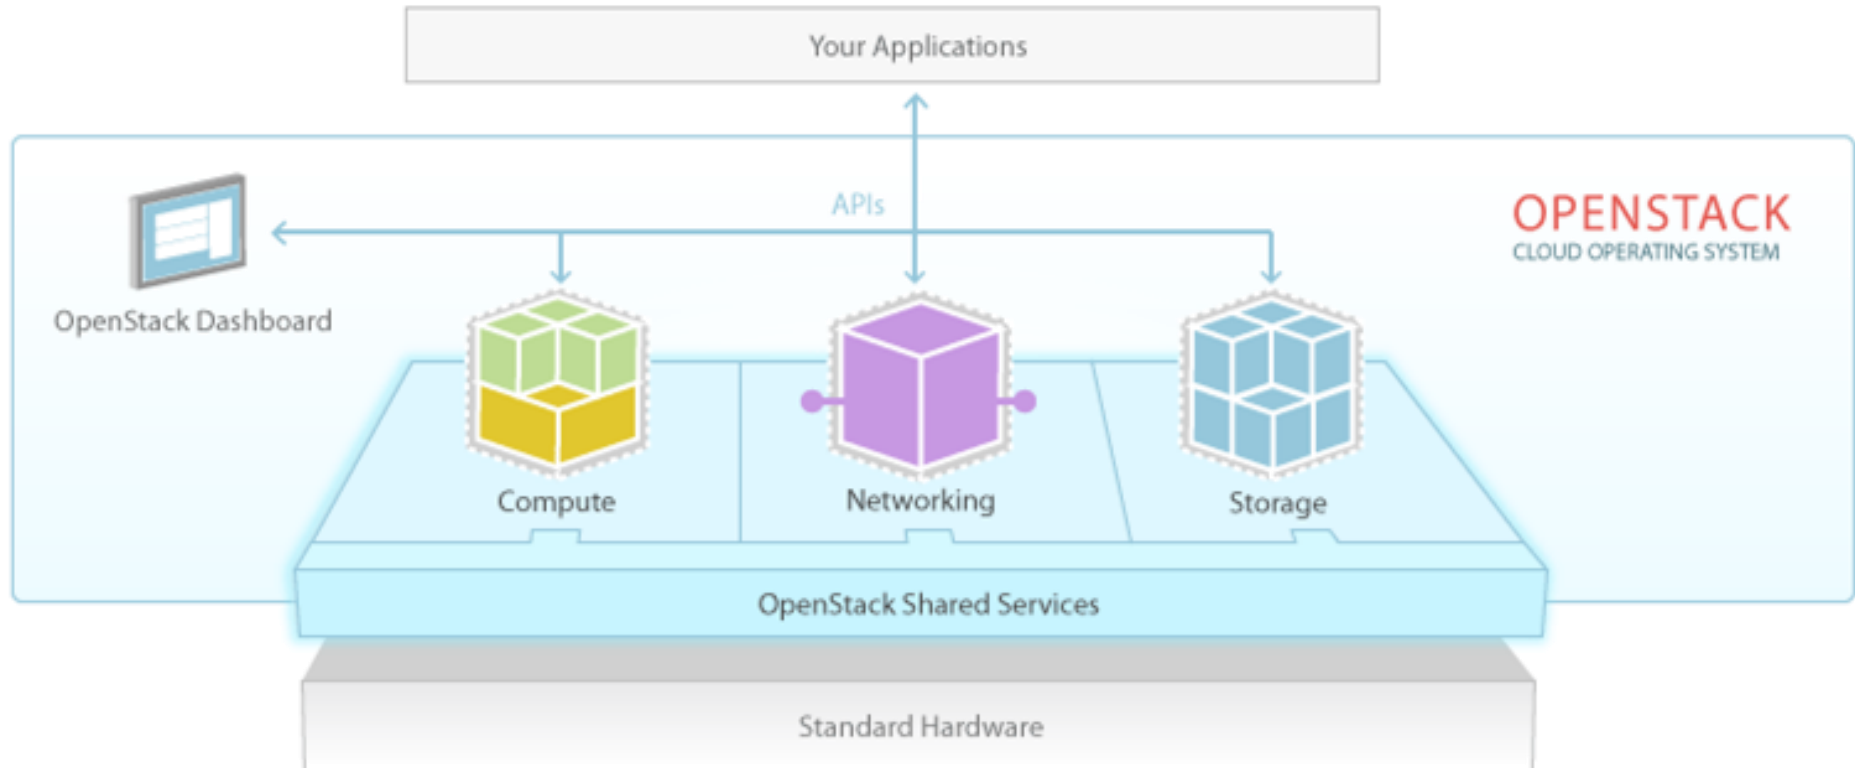 Your Applications
APIs
OPENSTACK
CLOUD OPERATING SYSTEM
OpenStack Dashboard
Compute
Networking
Storage
OpenStack Shared Services
Standard Hardware